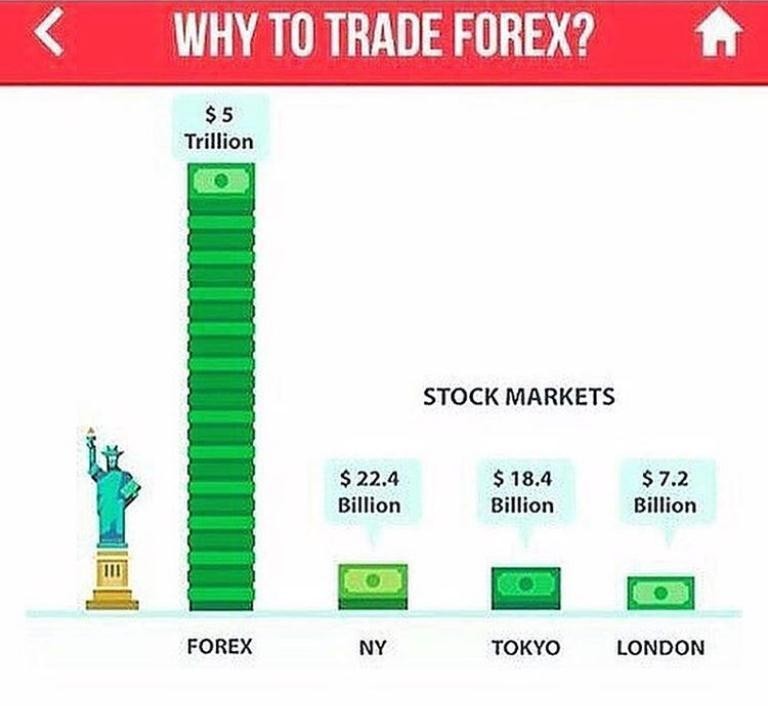 WHY TO TRADE FOREX?
$ 5
Trillion
STOCK MARKETS
$ 22.4
Billion
$ 18.4
Billion
$ 7.2
Billion
FOREX
NY
TOKYO
LONDON